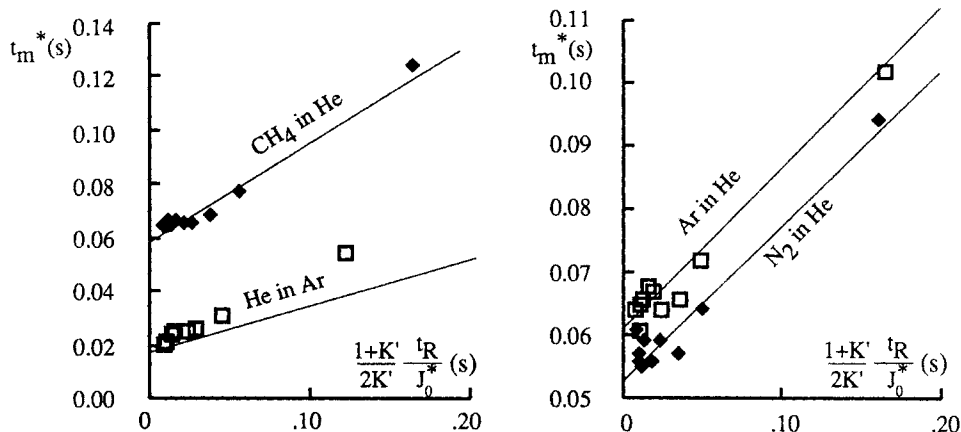 0.14
t_m*(s)
0.12
0.10
0.08
0.06
0.04
0.02
0.00
CH4 in He
He in Ar
1+K' t_R (s)
2K' J_0*
0 .10 .20
0.11
t_m*(s)
0.10
0.09
0.08
0.07
0.06
0.05
Ar in He
N2 in He
1+K' t_R (s)
2K' J_0*
0 .10 .20